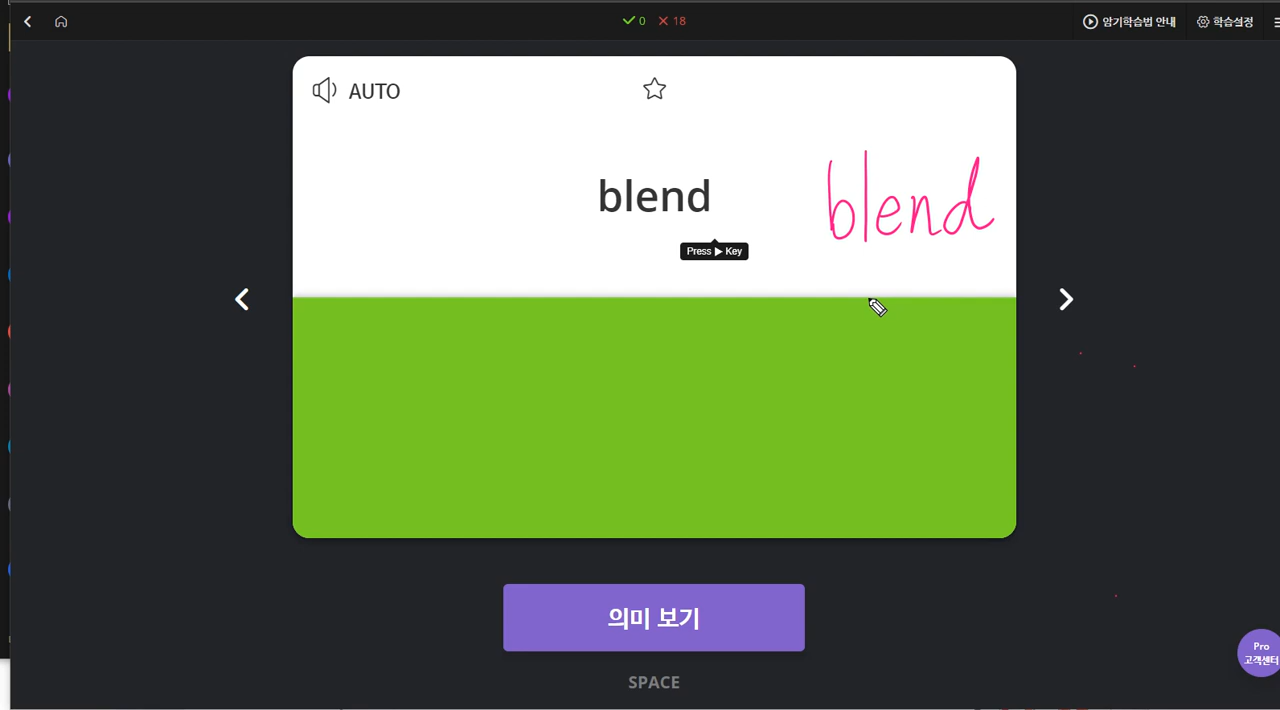 0 18 암기학습법 안내 학습설정
AUTO
blend blend
Press ▶ Key
의미 보기
SPACE
Pro
고객센터